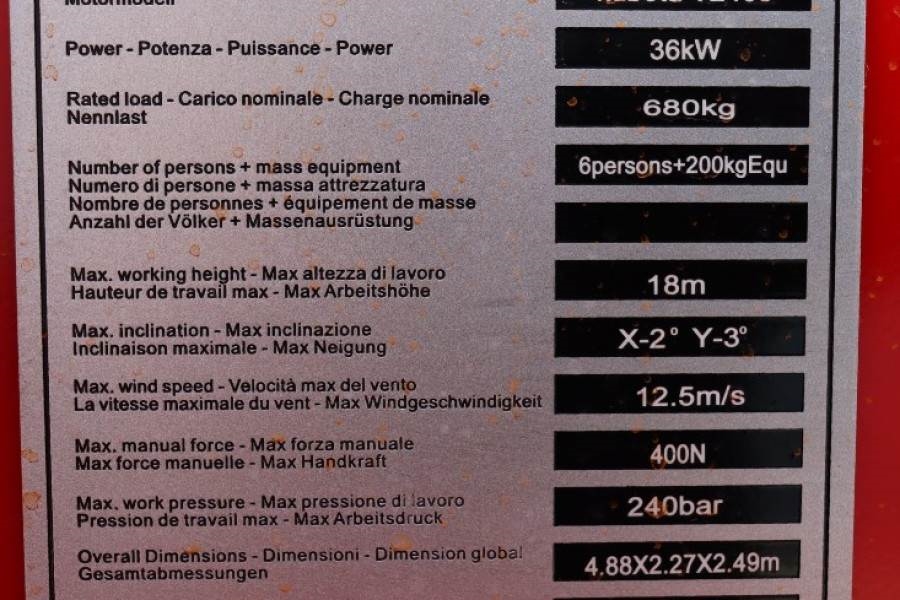 Motormodell
Power - Potenza - Puissance - Power
36kW
Rated load - Carico nominale - Charge nominale
Nennlast
680kg
Number of persons + mass equipment
Numero di persone + massa attrezzatura
Nombre de personnes + équipement de masse
Anzahl der Völker + Massenausrüstung
6persons+200kgEqu
Max. working height - Max altezza di lavoro
Hauteur de travail max - Max Arbeitshöhe
18m
Max. inclination - Max inclinazione
Inclinaison maximale - Max Neigung
X-2° Y-3°
Max. wind speed - Velocità max del vento
La vitesse maximale du vent - Max Windgeschwindigkeit
12.5m/s
Max. manual force - Max forza manuale
Max force manuelle - Max Handkraft
400N
Max. work pressure - Max pressione di lavoro
Pression de travail max - Max Arbeitsdruck
240bar
Overall Dimensions - Dimensioni - Dimension global
Gesamtabmessungen
4.88X2.27X2.49m